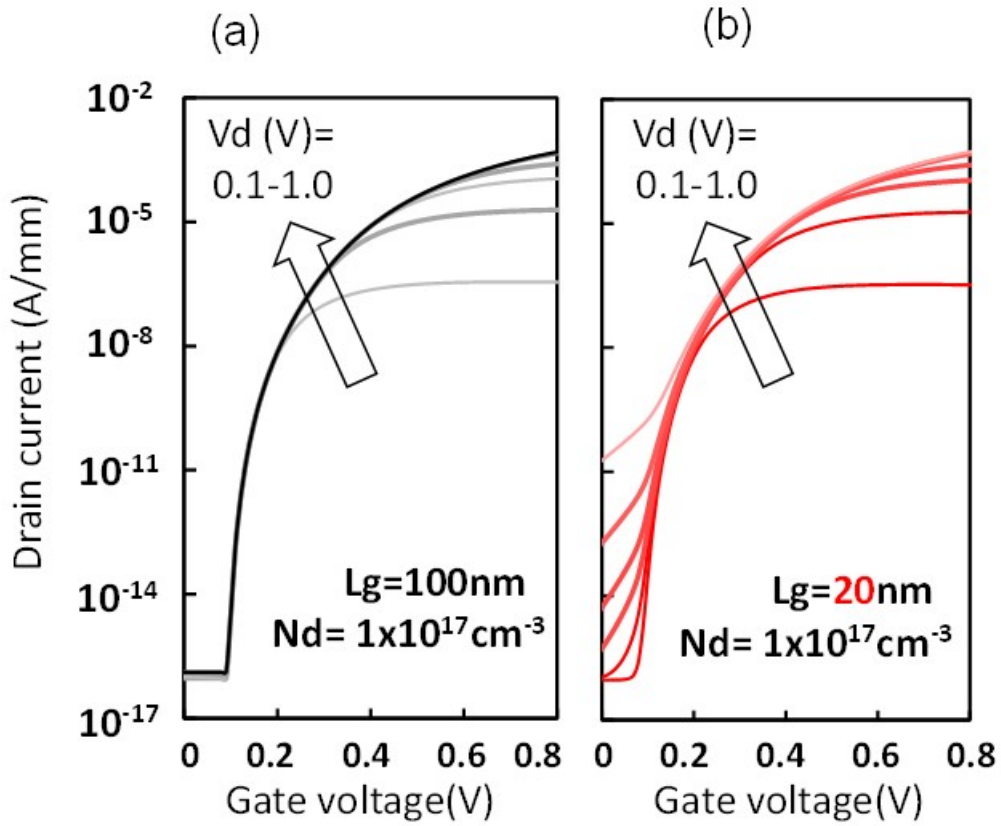 (a)
Drain current (A/mm)
10⁻²
10⁻⁵
10⁻⁸
10⁻¹¹
10⁻¹⁴
10⁻¹⁷
Vd (V)=
0.1-1.0
Lg=100nm
Nd= 1x10¹⁷cm⁻³
0 0.2 0.4 0.6 0.8
Gate voltage(V)
(b)
Vd (V)=
0.1-1.0
Lg=20nm
Nd= 1x10¹⁷cm⁻³
0 0.2 0.4 0.6 0.8
Gate voltage(V)